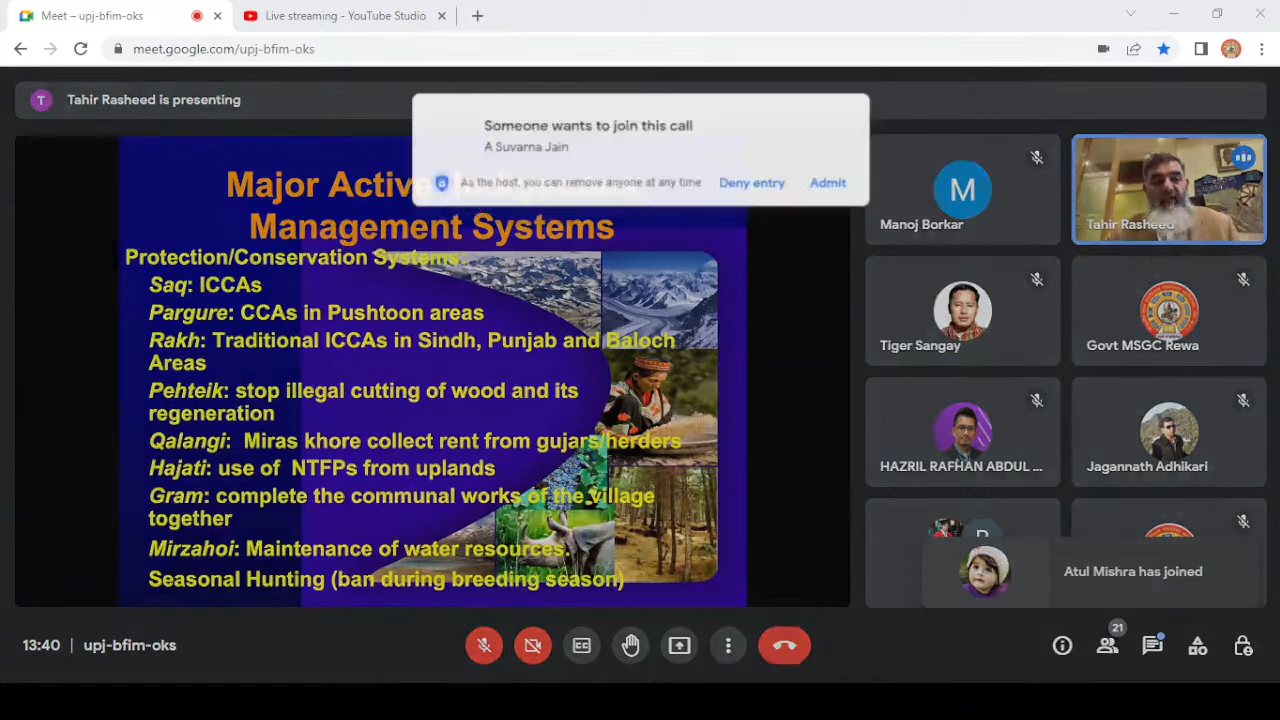 Meet – upj-bfim-oks
Live streaming - YouTube Studio
meet.google.com/upj-bfim-oks
T
Tahir Rasheed is presenting
Someone wants to join this call
A Suvarna Jain
As the host, you can remove anyone at any time
Deny entry
Admit
Major Active
Management Systems
Protection/Conservation Systems:
Saq: ICCAs
Pargure: CCAs in Pushtoon areas
Rakh: Traditional ICCAs in Sindh, Punjab and Baloch
Areas
Pehteik: stop illegal cutting of wood and its
regeneration
Qalangi: Miras khore collect rent from gujars/herders
Hajati: use of NTFPs from uplands
Gram: complete the communal works of the village
together
Mirzahoi: Maintenance of water resources.
Seasonal Hunting (ban during breeding season)
M
Manoj Borkar
Tahir Rasheed
Tiger Sangay
Govt MSGC Rewa
HAZRIL RAFHAN ABDUL ...
Jagannath Adhikari
Atul Mishra has joined
13:40 | upj-bfim-oks
CC
21